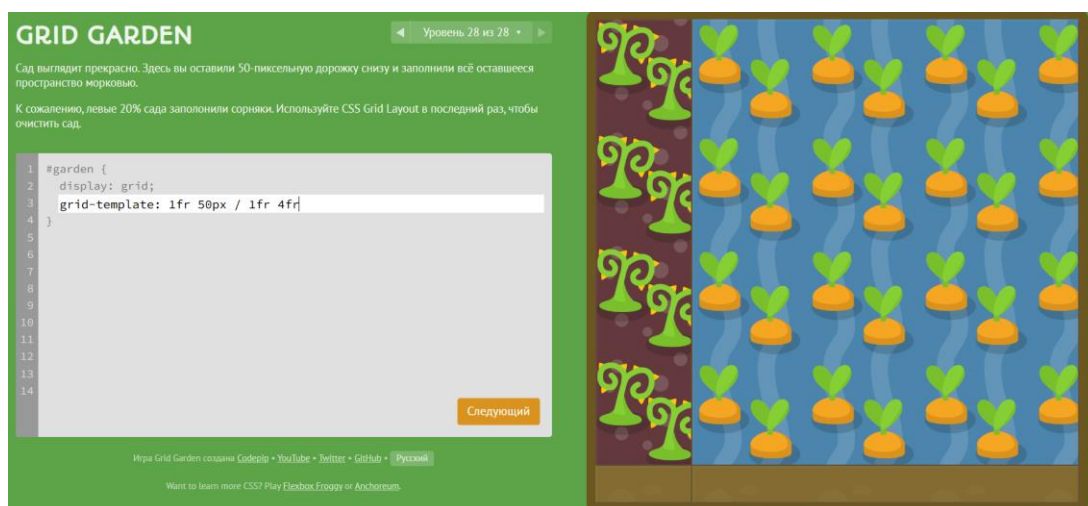 GRID GARDEN
Уровень 28 из 28
Сад выглядит прекрасно. Здесь вы оставили 50-пиксельную дорожку снизу и заполнили всё оставшееся
пространство морковью.
К сожалению, левые 20% сада заполонили сорняки. Используйте CSS Grid Layout в последний раз, чтобы
очистить сад.
1 #garden {
2 display: grid;
3 grid-template: 1fr 50px / 1fr 4fr
4 }
5
6
7
8
9
10
11
12
13
14
Следующий
Игра Grid Garden создана Codepip • YouTube • Twitter • GitHub • Русский
Want to learn more CSS? Play Flexbox Froggy or Anchoreum.